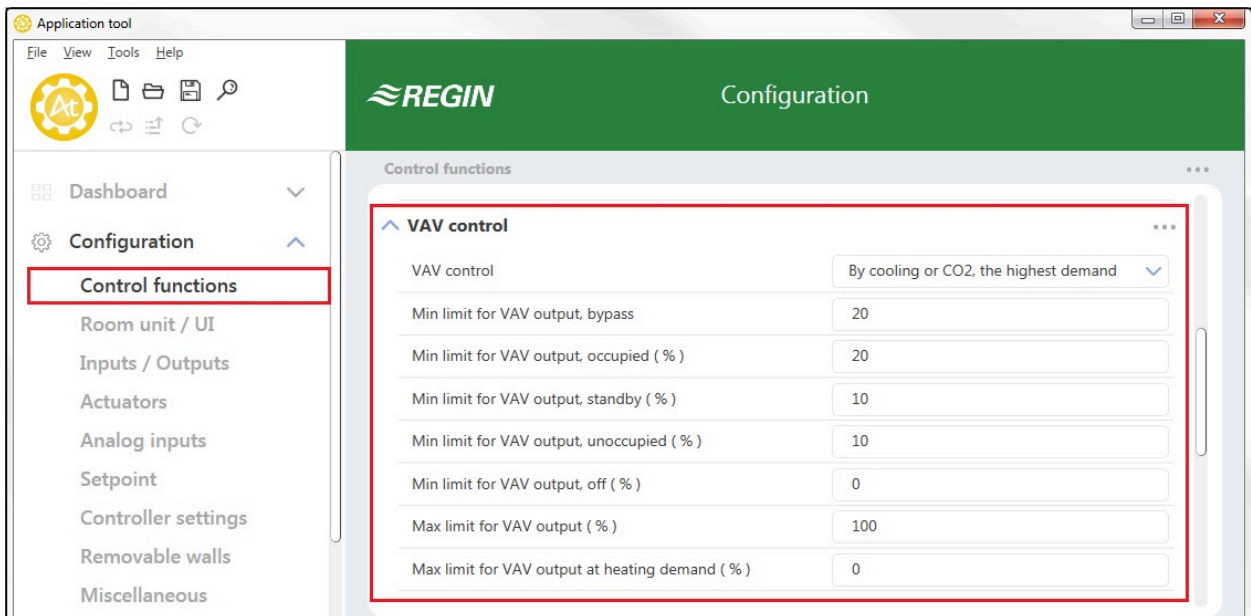 Application tool
File View Tools Help
At
REGIN
Configuration
Dashboard
Configuration
Control functions
Room unit / UI
Inputs / Outputs
Actuators
Analog inputs
Setpoint
Controller settings
Removable walls
Miscellaneous
Control functions
VAV control
VAV control By cooling or CO2, the highest demand
Min limit for VAV output, bypass 20
Min limit for VAV output, occupied ( % ) 20
Min limit for VAV output, standby ( % ) 10
Min limit for VAV output, unoccupied ( % ) 10
Min limit for VAV output, off ( % ) 0
Max limit for VAV output ( % ) 100
Max limit for VAV output at heating demand ( % ) 0